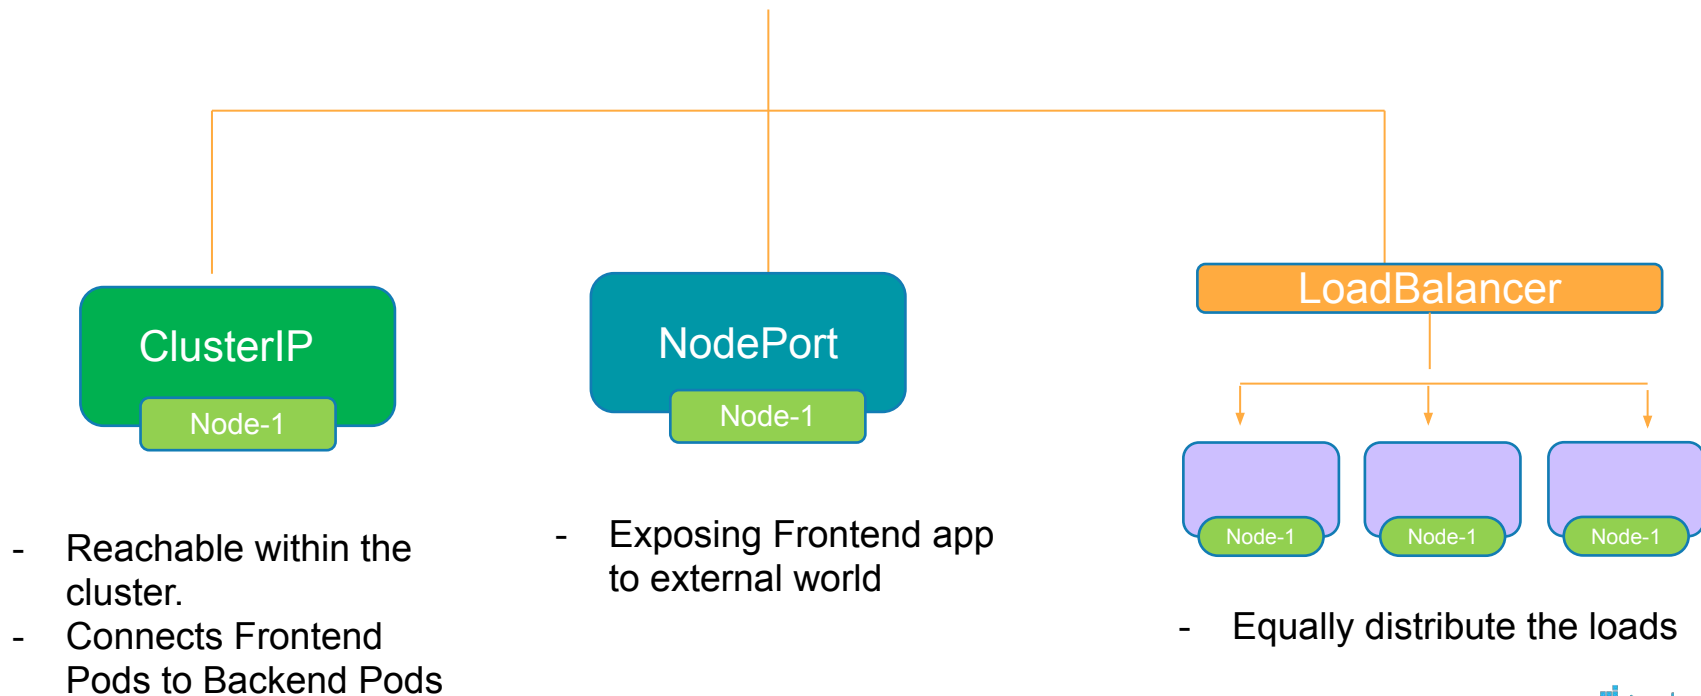 ClusterIP
Node-1
- Reachable within the
cluster.
- Connects Frontend
Pods to Backend Pods
NodePort
Node-1
- Exposing Frontend app
to external world
LoadBalancer
Node-1
Node-1
Node-1
- Equally distribute the loads